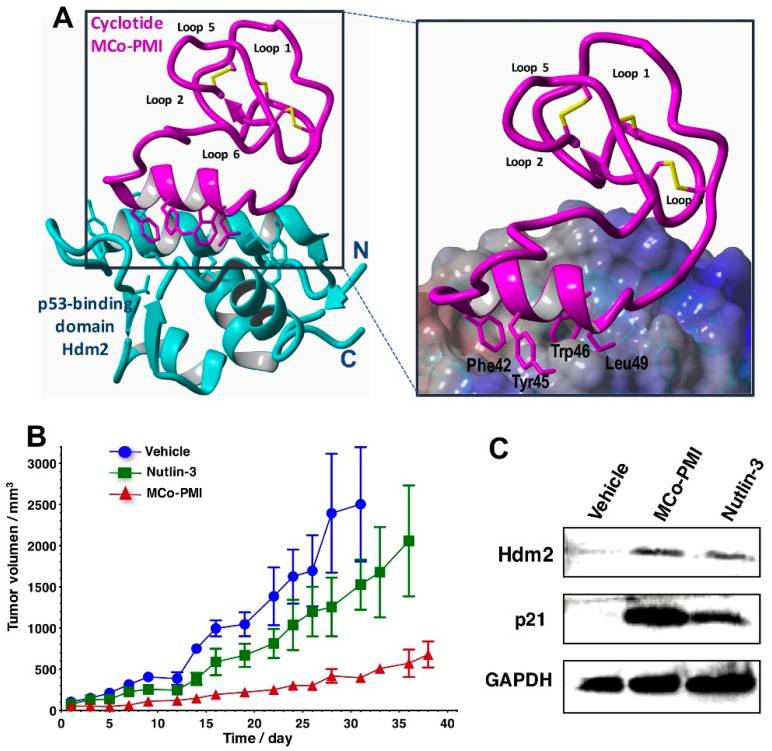 A
Cyclotide
MCo-PMI
Loop 5
Loop 1
Loop 2
Loop 6
N
p53-binding
domain
Hdm2
C
Loop 5
Loop 1
Loop 2
Loop
Phe42
Tyr45
Trp46
Leu49
B
Vehicle
Nutlin-3
MCo-PMI
Tumor volumen / mm³
3000
2500
2000
1500
1000
500
0
0
5
10
15
20
25
30
35
40
Time / day
C
Vehicle
MCo-PMI
Nutlin-3
Hdm2
p21
GAPDH